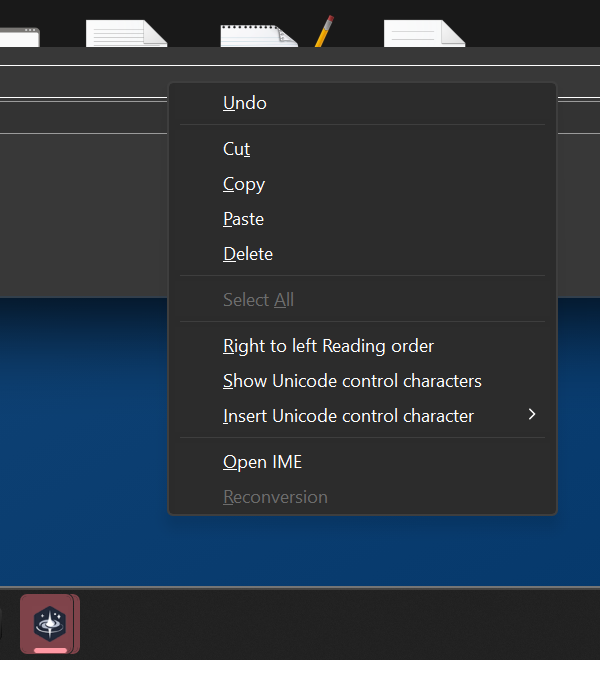 Undo
Cut
Copy
Paste
Delete
Select All
Right to left Reading order
Show Unicode control characters
Insert Unicode control character
Open IME
Reconversion